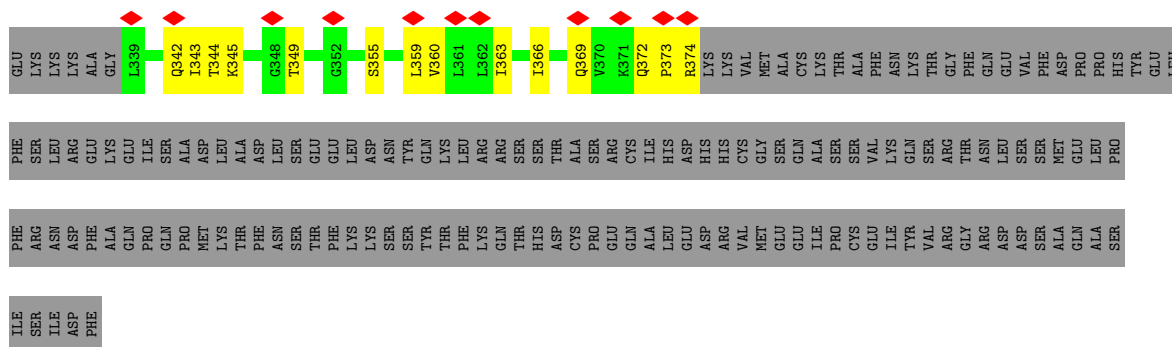 GLU LYS LYS LYS ALA GLY L339 Q342 I343 T344 K345 G348 T349 G352 S355 L359 V360 L361 L362 I363 I366 Q369 V370 K371 Q372 P373 R374 LYS LYS VAL MET ALA CYS LYS THR ALA PHE ASN LYS THR GLY PHE GLN GLU VAL PHE ASP PRO PRO HIS TYR GLU LEU
PHE SER LEU ARG GLU LYS GLU ILE SER ALA ASP LEU ALA ASP LEU SER GLU GLU LEU ASP ASN TYR GLN LYS LEU ARG ARG SER SER THR ALA SER ARG CYS ILE HIS ASP HIS HIS CYS GLY SER GLN ALA SER SER VAL LYS GLN SER ARG THR ASN LEU SER SER MET GLU LEU PRO
PHE ARG ASN ASP PHE ALA GLN PRO GLN PRO MET LYS THR PHE ASN SER THR PHE LYS LYS SER SER TYR THR PHE LYS GLN THR HIS ASP CYS PRO GLU GLN ALA LEU GLU ASP ARG VAL MET GLU GLU ILE PRO CYS GLU ILE TYR VAL ARG GLY ARG ASP ASP SER ALA GLN ALA SER
ILE SER ILE ASP PHE